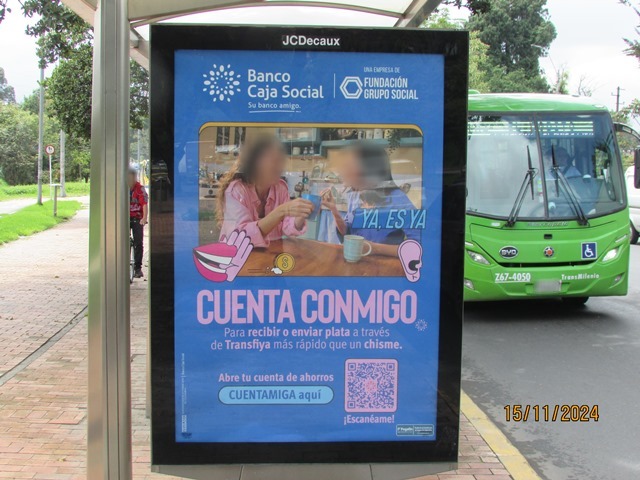 JCDecaux
Banco
Caja Social
Su banco amigo.
UNA EMPRESA DE
FUNDACIÓN
GRUPO SOCIAL
YA, ES YA
CUENTA CONMIGO
Para recibir o enviar plata a través
de Transfiya más rápido que un chisme.
Abre tu cuenta de ahorros
CUENTAMIGA aquí
¡Escanéame!
BYD
Z67-4050
TransMilenio
15/11/2024